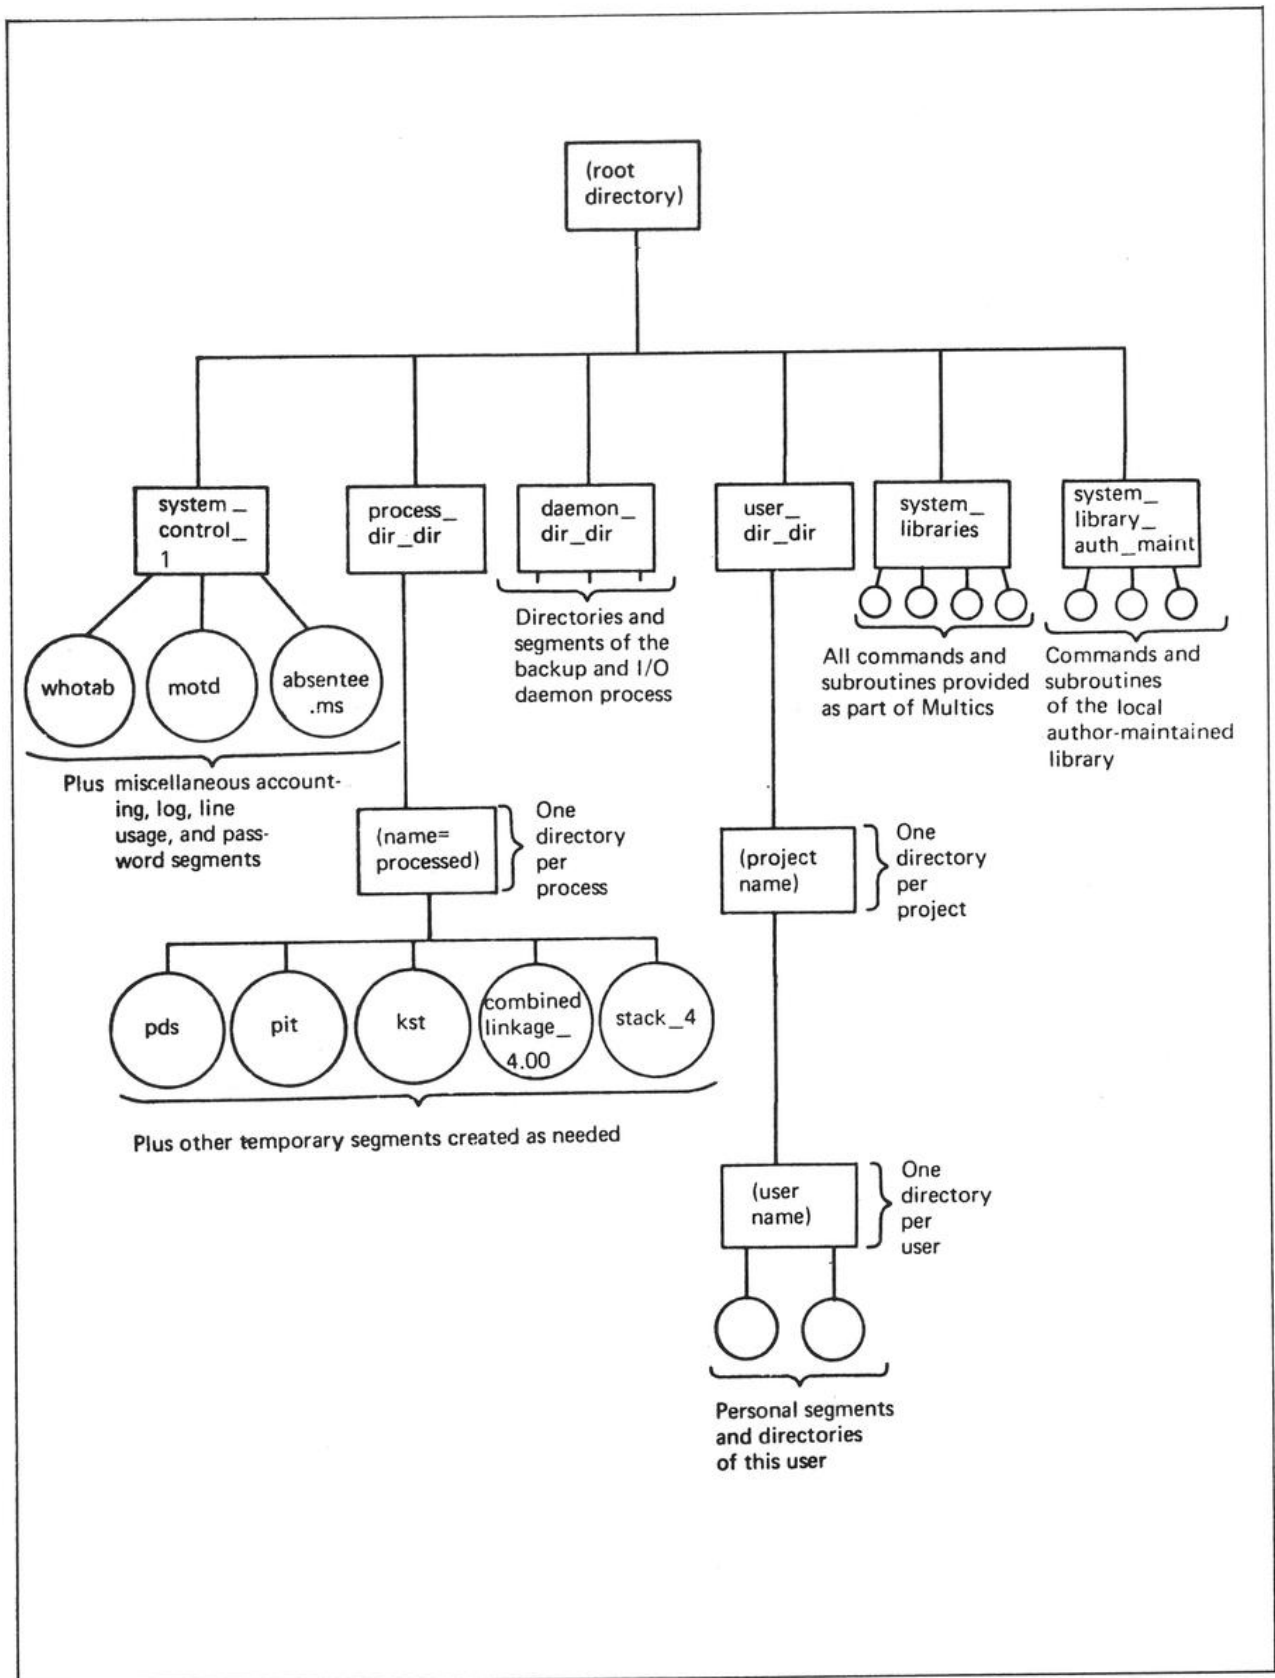 (root
directory)
system_
control_
1
process_
dir_dir
daemon_
dir_dir
user_
dir_dir
system_
libraries
system_
library_
auth_maint
Directories and
segments of the
backup and I/O
daemon process
All commands and
subroutines provided
as part of Multics
Commands and
subroutines
of the local
author-maintained
library
whotab
motd
absentee
.ms
Plus miscellaneous account-
ing, log, line
usage, and pass-
word segments
(name=
processed)
One
directory
per
process
(project
name)
One
directory
per
project
pds
pit
kst
combined
linkage_
4.00
stack_4
Plus other temporary segments created as needed
(user
name)
One
directory
per
user
Personal segments
and directories
of this user